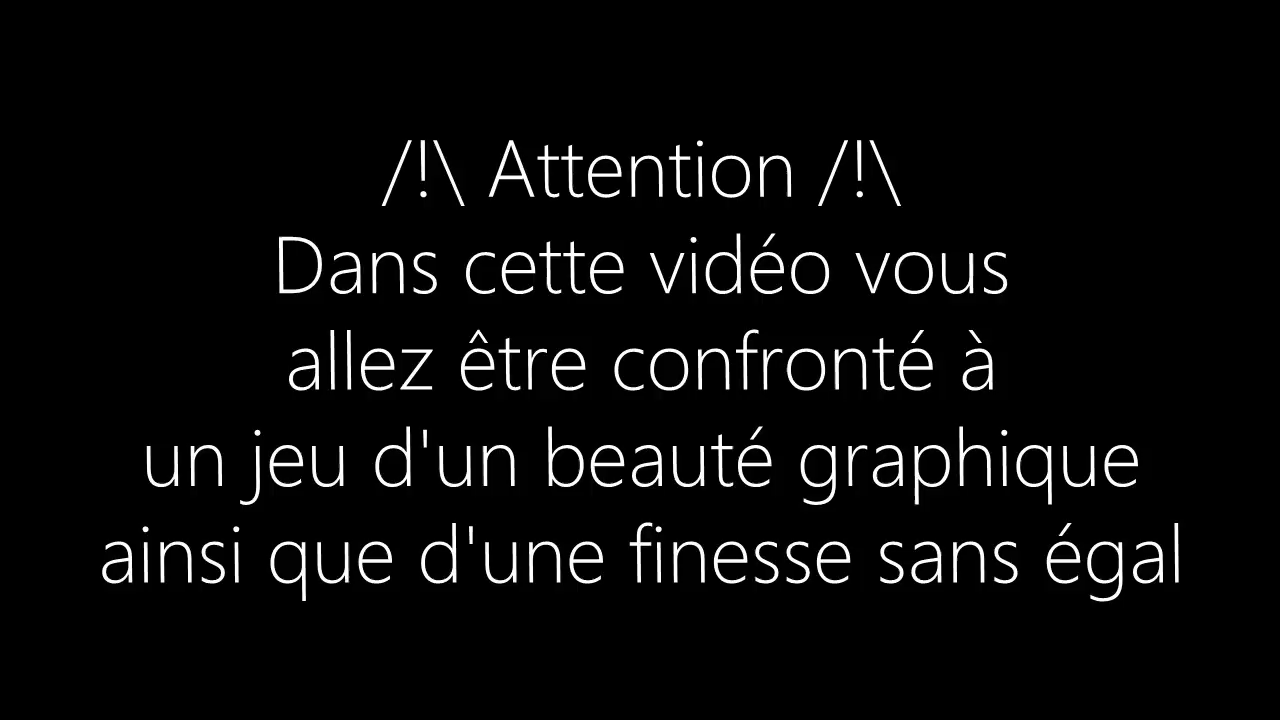 /!\ Attention /!\
Dans cette vidéo vous
allez être confronté à
un jeu d'un beauté graphique
ainsi que d'une finesse sans égal